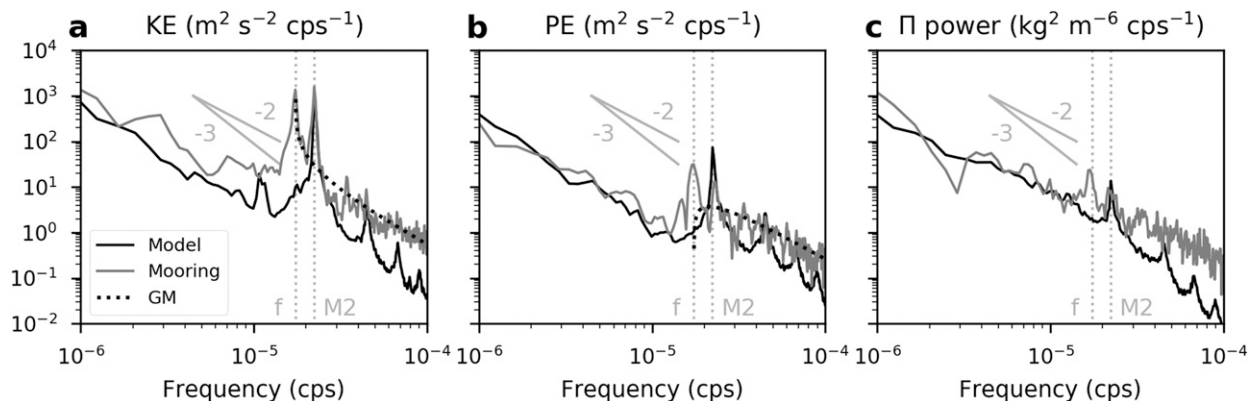 a KE (m² s⁻² cps⁻¹)
10⁴
10³
10²
10¹
10⁰
10⁻¹
10⁻²
-2
-3
Model
Mooring
GM
f M2
10⁻⁶ 10⁻⁵ 10⁻⁴
Frequency (cps)
b PE (m² s⁻² cps⁻¹)
-2
-3
f M2
10⁻⁶ 10⁻⁵ 10⁻⁴
Frequency (cps)
c Π power (kg² m⁻⁶ cps⁻¹)
-2
-3
f M2
10⁻⁶ 10⁻⁵ 10⁻⁴
Frequency (cps)